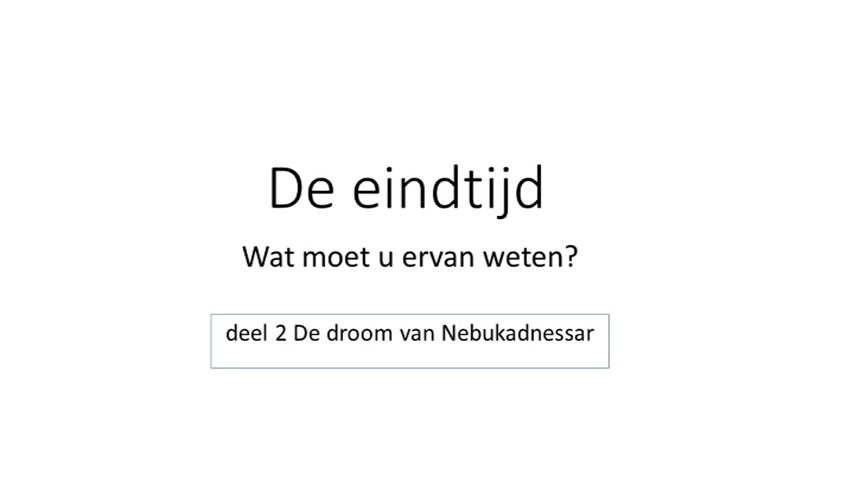 De eindtijd
Wat moet u ervan weten?
deel 2 De droom van Nebukadnessar